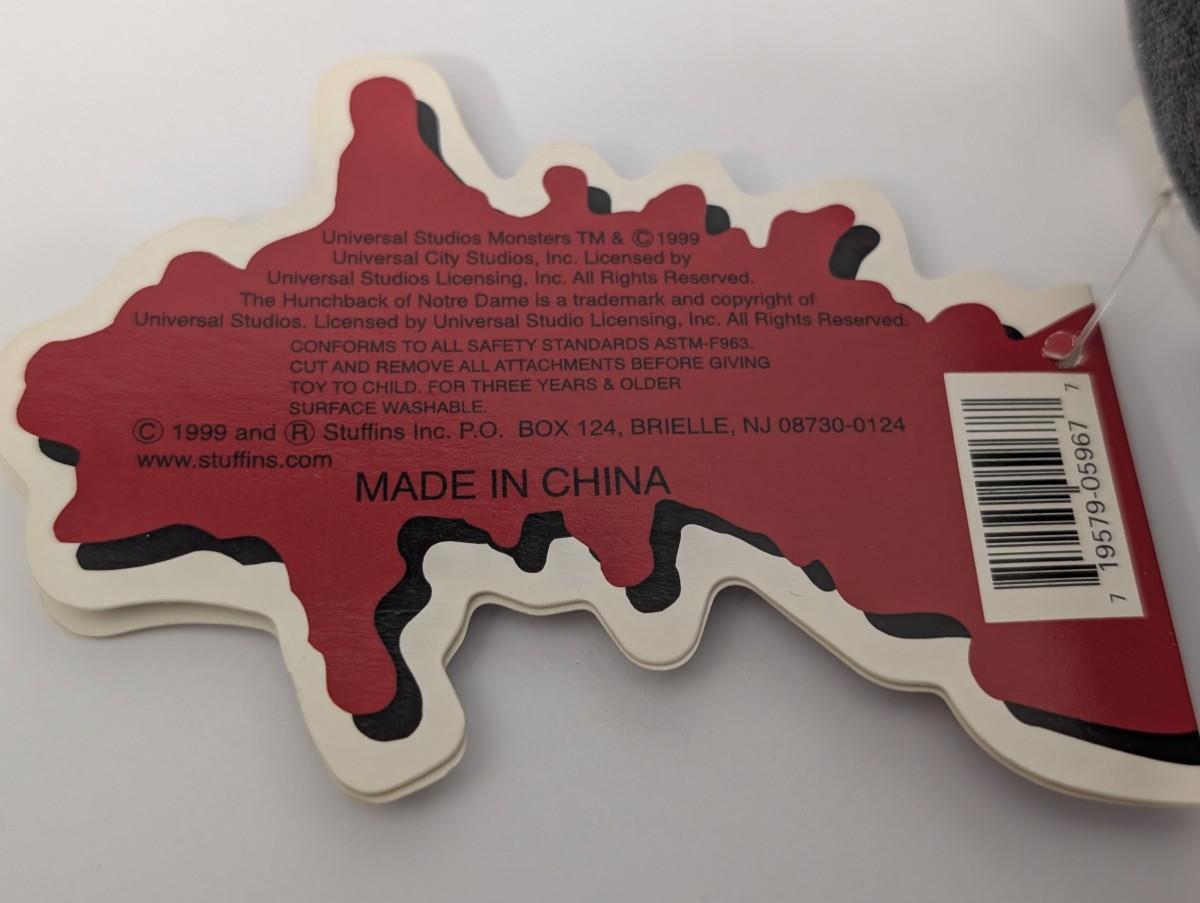 Universal Studios Monsters TM & ©1999
Universal City Studios, Inc. Licensed by
Universal Studios Licensing, Inc. All Rights Reserved.
The Hunchback of Notre Dame is a trademark and copyright of
Universal Studios. Licensed by Universal Studio Licensing, Inc. All Rights Reserved.
CONFORMS TO ALL SAFETY STANDARDS ASTM-F963.
CUT AND REMOVE ALL ATTACHMENTS BEFORE GIVING
TOY TO CHILD. FOR THREE YEARS & OLDER
SURFACE WASHABLE.
© 1999 and ® Stuffins Inc. P.O. BOX 124, BRIELLE, NJ 08730-0124
www.stuffins.com
MADE IN CHINA
7 19579-05967 7